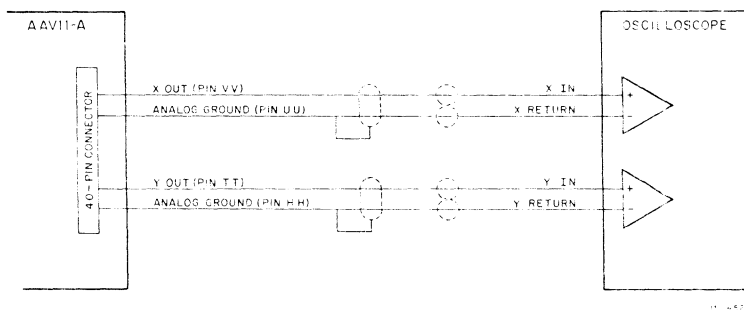 AAV11-A
OSCILLOSCOPE
X OUT (PIN VV)
X IN
+
ANALOG GROUND (PIN UU)
X RETURN
-
40-PIN CONNECTOR
Y OUT (PIN TT)
Y IN
+
ANALOG GROUND (PIN HH)
Y RETURN
-